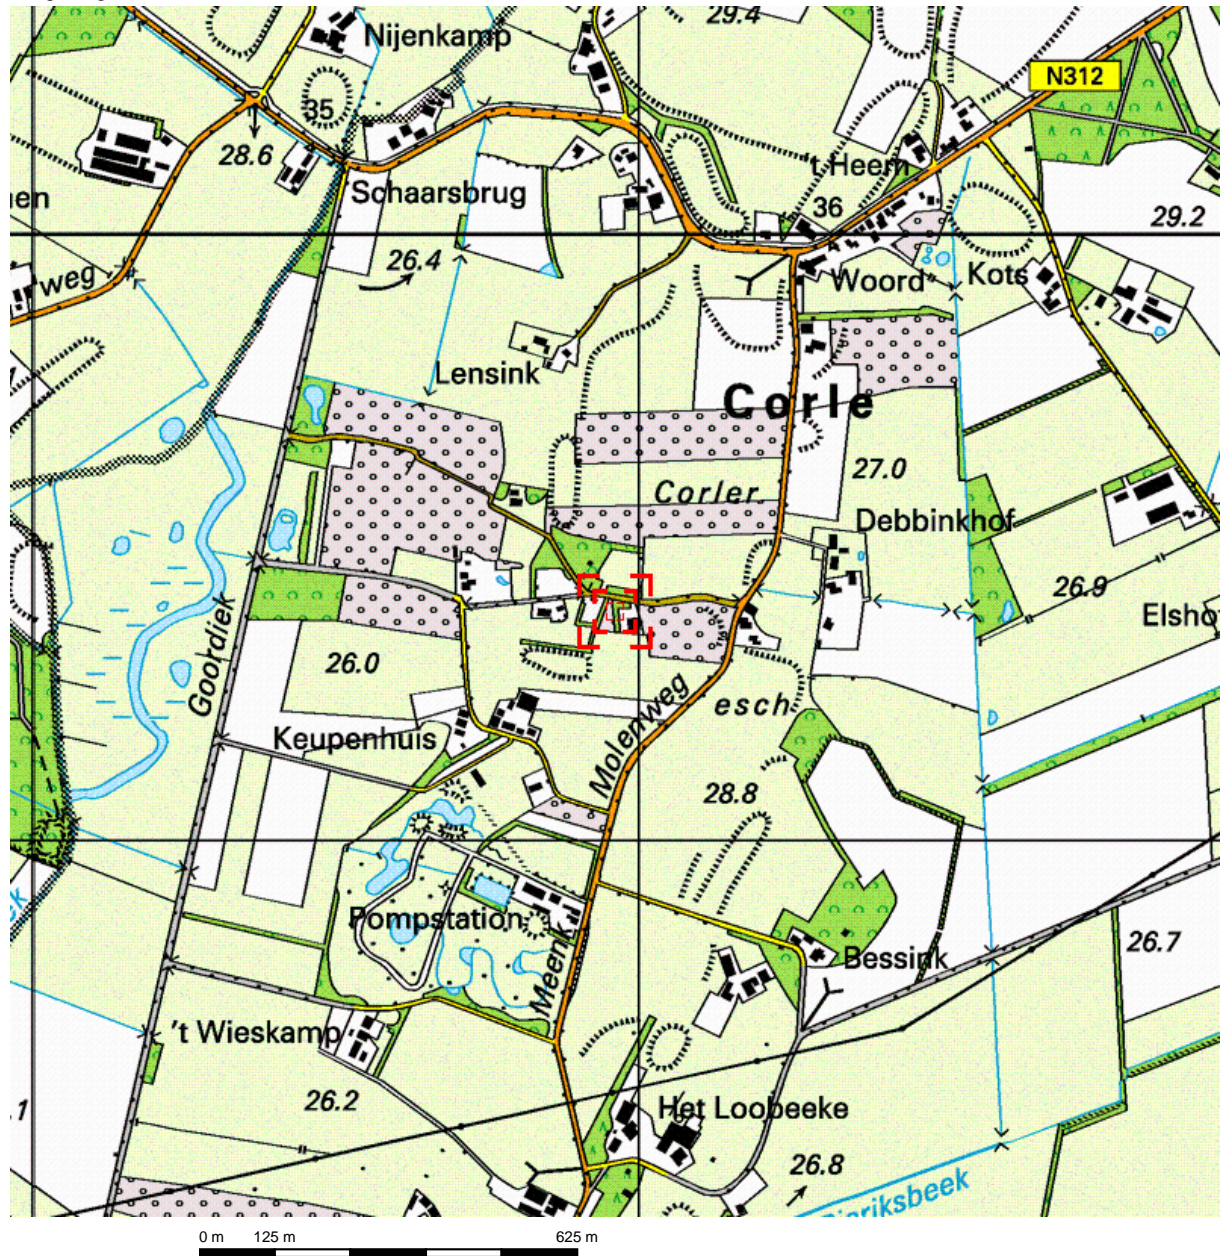 29.4
Nijenkamp
N312
35
28.6
't Heem
Schaarsbrug
36
29.2
26.4
weg
Woord
Kots
Lensink
Corle
27.0
Corler
Debbinkhof
26.9
Elsho
26.0
Goordiek
esch
Keupenhuis
Molenweg
28.8
Pompstation
Meenk
Bessink
26.7
't Wieskamp
26.2
Het Loobeeke
26.8
0 m 125 m 625 m